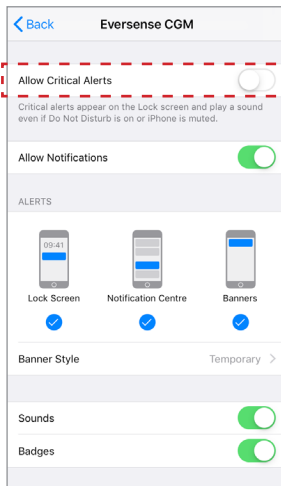 Back Eversense CGM
Allow Critical Alerts
Critical alerts appear on the Lock screen and play a sound
even if Do Not Disturb is on or iPhone is muted.
Allow Notifications
ALERTS
09:41
Lock Screen Notification Centre Banners
Banner Style Temporary
Sounds
Badges